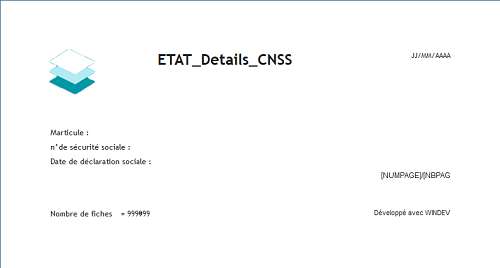 ETAT_Details_CNSS
JJ/MM/AAAA
Marticule :
n°de sécurité sociale :
Date de déclaration sociale :
[NUMPAGE]/[NBPAG
Nombre de fiches = 999@99
Développé avec WINDEV